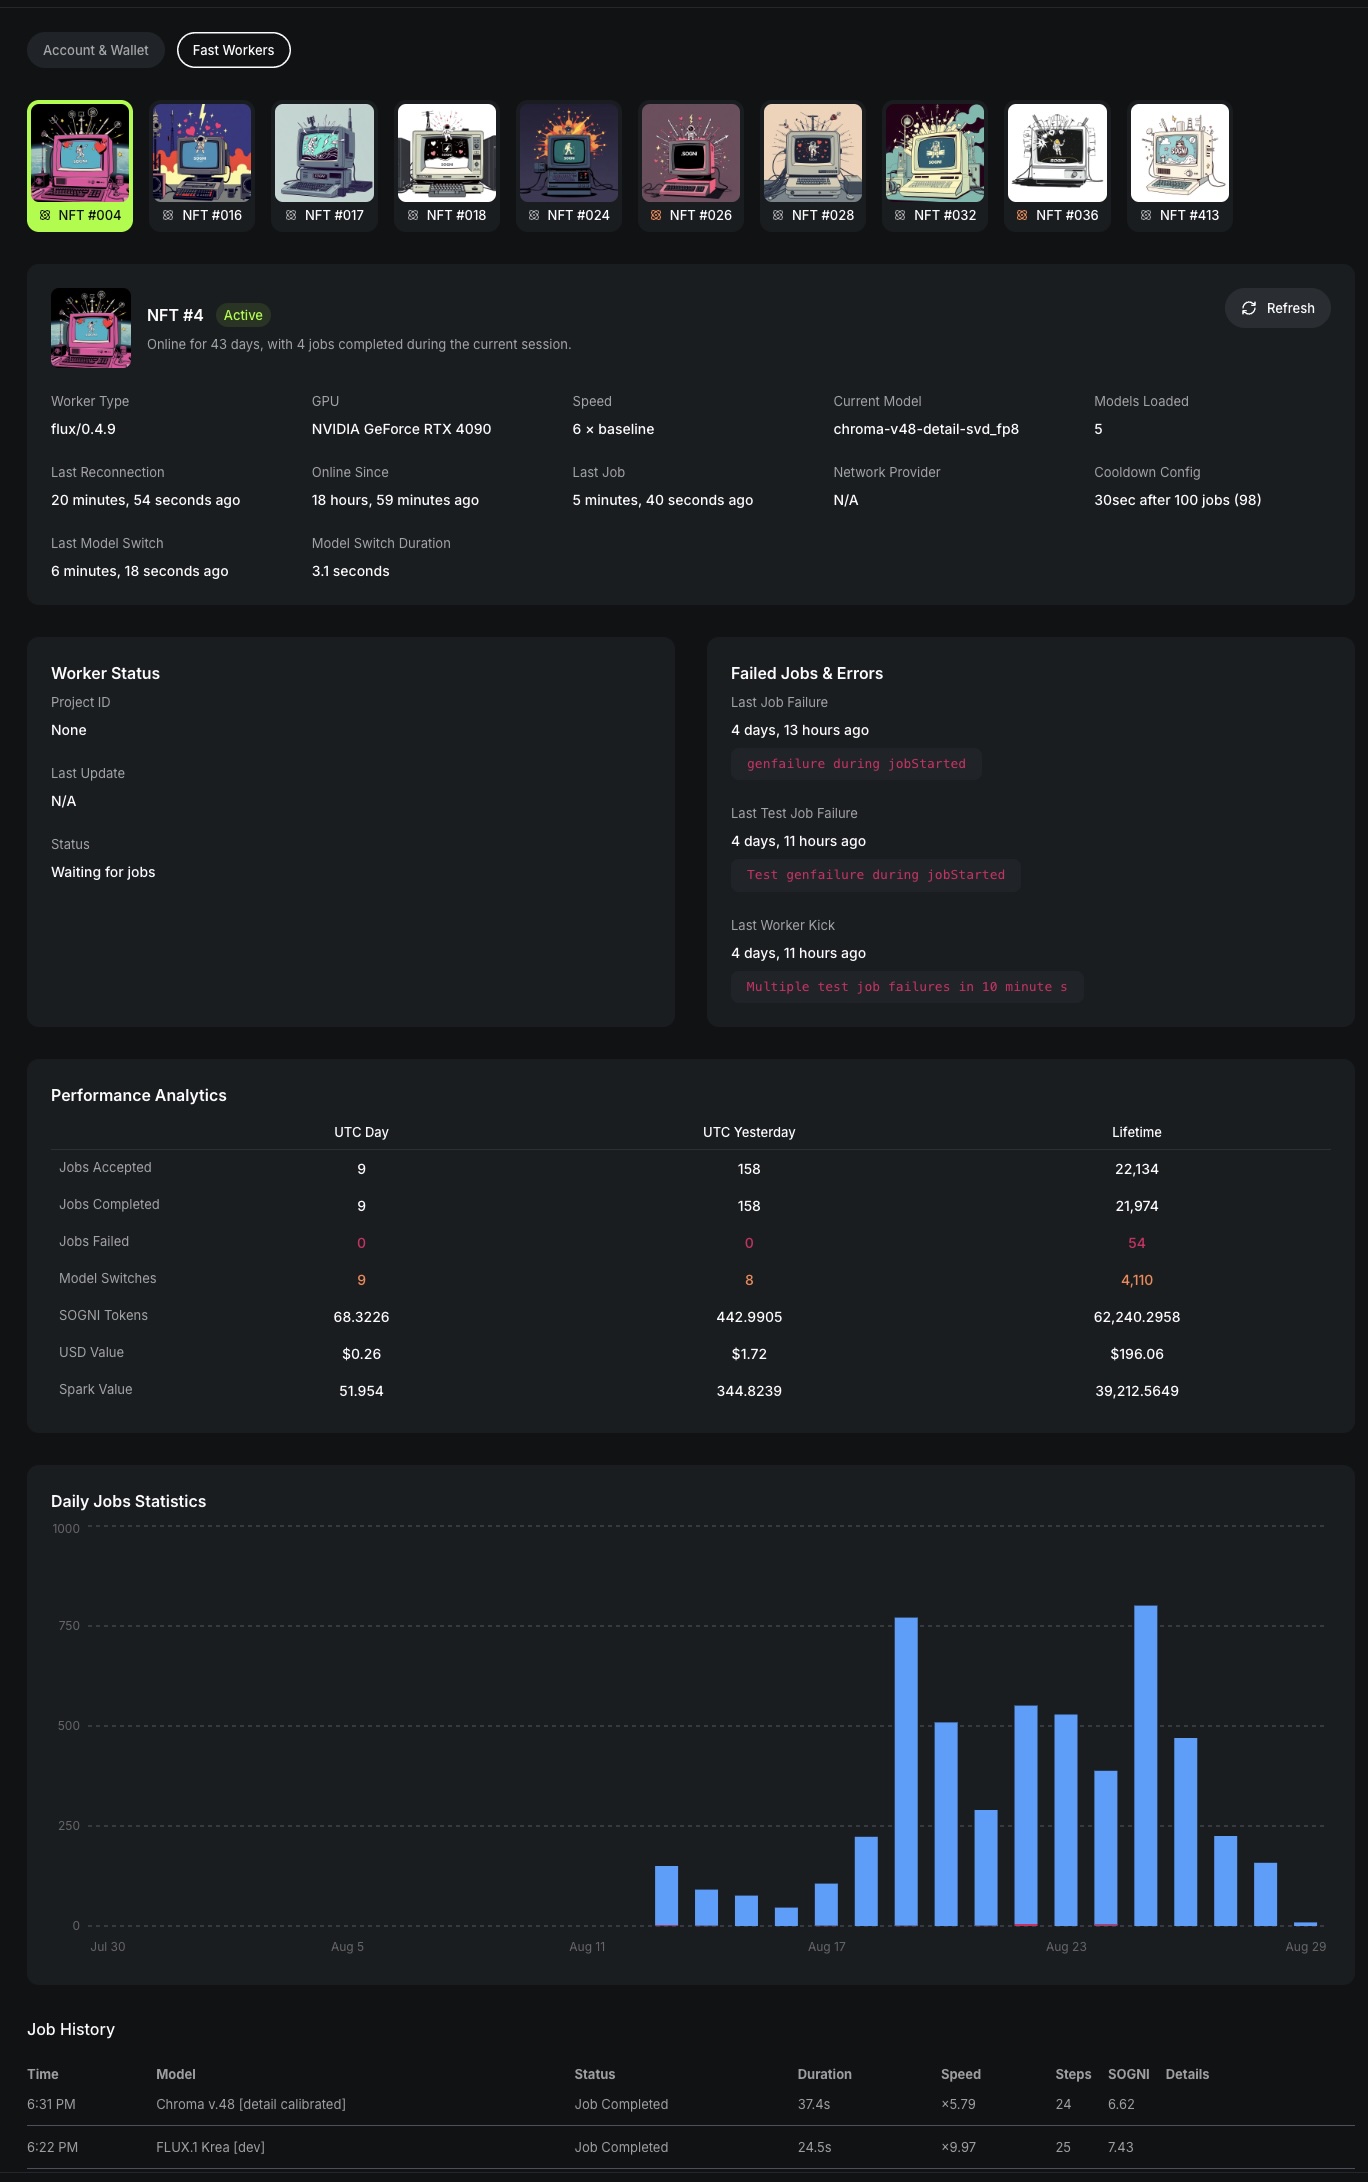 Account & Wallet Fast Workers
NFT #004 NFT #016 NFT #017 NFT #018 NFT #024 NFT #026 NFT #028 NFT #032 NFT #036 NFT #413
NFT #4 Active
Refresh
Online for 43 days, with 4 jobs completed during the current session.
Worker Type GPU Speed Current Model Models Loaded
flux/0.4.9 NVIDIA GeForce RTX 4090 6 × baseline chroma-v48-detail-svd_fp8 5
Last Reconnection Online Since Last Job Network Provider Cooldown Config
20 minutes, 54 seconds ago 18 hours, 59 minutes ago 5 minutes, 40 seconds ago N/A 30sec after 100 jobs (98)
Last Model Switch Model Switch Duration
6 minutes, 18 seconds ago 3.1 seconds
Worker Status
Project ID
None
Last Update
N/A
Status
Waiting for jobs
Failed Jobs & Errors
Last Job Failure
4 days, 13 hours ago
genfailure during jobStarted
Last Test Job Failure
4 days, 11 hours ago
Test genfailure during jobStarted
Last Worker Kick
4 days, 11 hours ago
Multiple test job failures in 10 minute s
Performance Analytics
UTC Day UTC Yesterday Lifetime
Jobs Accepted 9 158 22,134
Jobs Completed 9 158 21,974
Jobs Failed 0 0 54
Model Switches 9 8 4,110
SOGNI Tokens 68.3226 442.9905 62,240.2958
USD Value $0.26 $1.72 $196.06
Spark Value 51.954 344.8239 39,212.5649
Daily Jobs Statistics
1000
750
500
250
0
Jul 30 Aug 5 Aug 11 Aug 17 Aug 23 Aug 29
Job History
Time Model Status Duration Speed Steps SOGNI Details
6:31 PM Chroma v.48 [detail calibrated] Job Completed 37.4s ×5.79 24 6.62
6:22 PM FLUX.1 Krea [dev] Job Completed 24.5s ×9.97 25 7.43